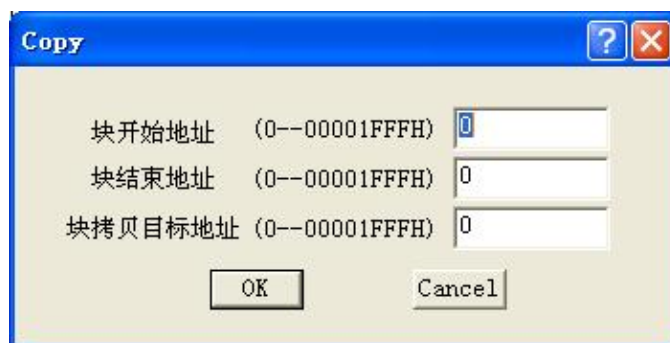 Copy
块开始地址 (0--00001FFFH) 0
块结束地址 (0--00001FFFH) 0
块拷贝目标地址 (0--00001FFFH) 0
OK Cancel